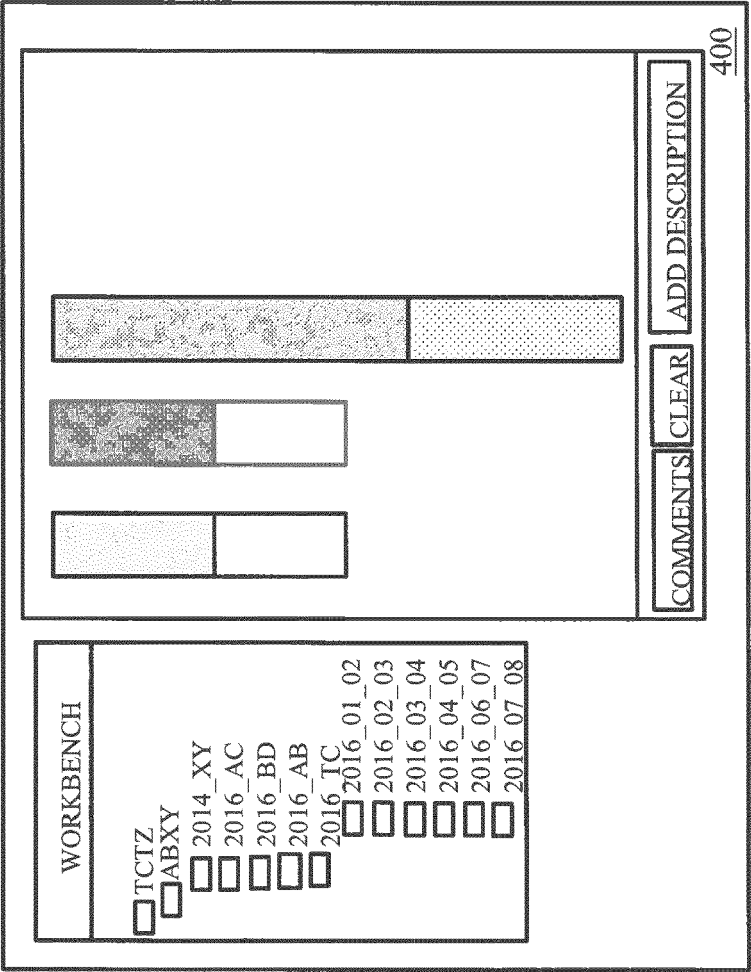 WORKBENCH
TCTZ
ABXY
2014_XY
2016_AC
2016_BD
2016_AB
2016_TC
2016_01_02
2016_02_03
2016_03_04
2016_04_05
2016_06_07
2016_07_08
COMMENTS
CLEAR
ADD DESCRIPTION
400